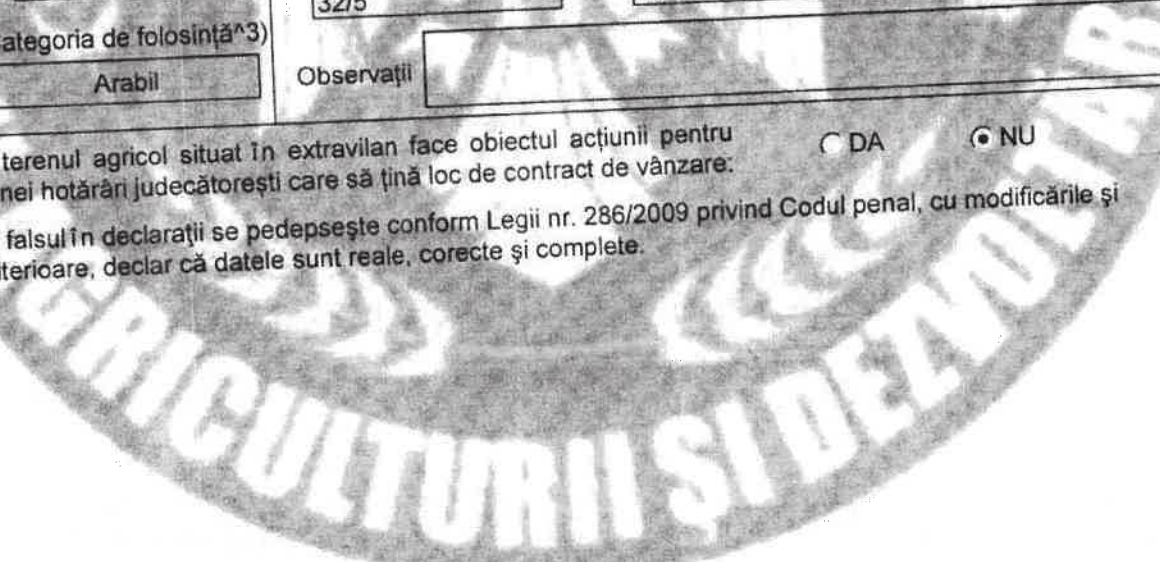 32/5
ategoria de folosință^3)
Arabil
Observații
terenul agricol situat în extravilan face obiectul acțiunii pentru
nei hotărâri judecătorești care să țină loc de contract de vânzare:
DA
NU
falsul în declarații se pedepsește conform Legii nr. 286/2009 privind Codul penal, cu modificările și
terioare, declar că datele sunt reale, corecte și complete.
GRICULTURII ȘI DEZVOLTAR